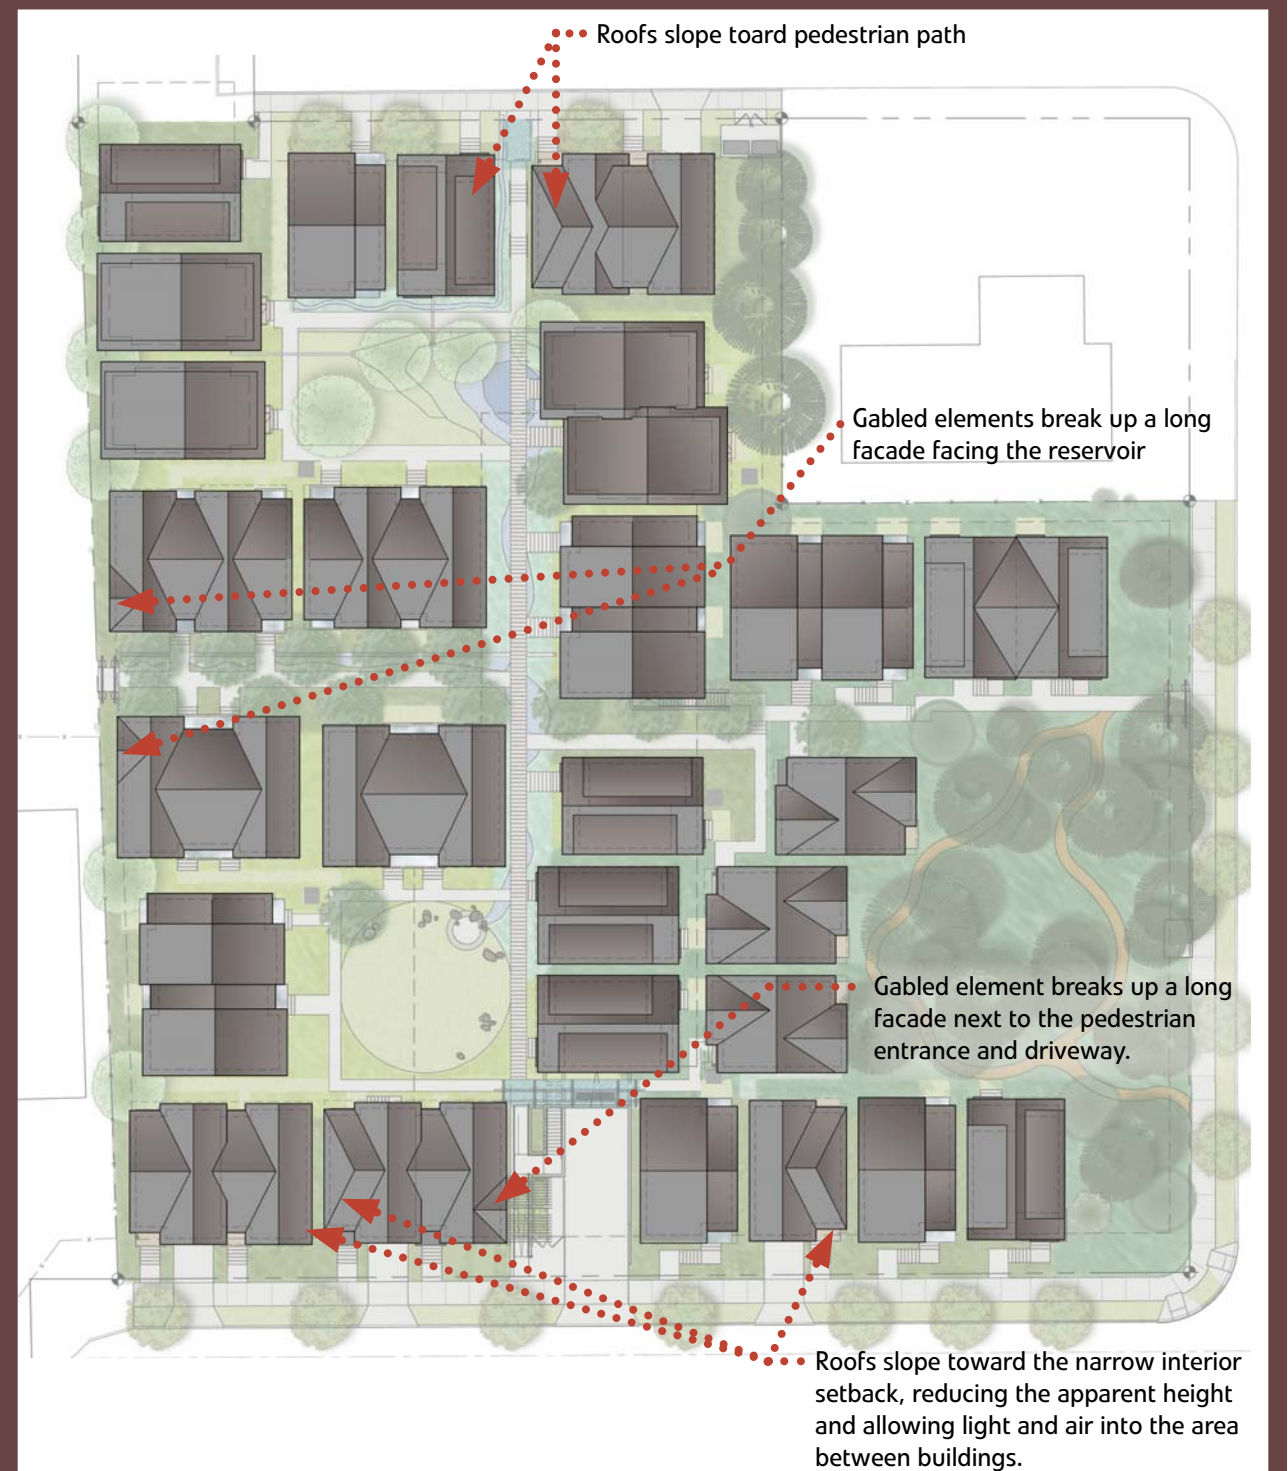 Roofs slope toard pedestrian path
Gabled elements break up a long
facade facing the reservoir
Gabled element breaks up a long
facade next to the pedestrian
entrance and driveway.
Roofs slope toward the narrow interior
setback, reducing the apparent height
and allowing light and air into the area
between buildings.